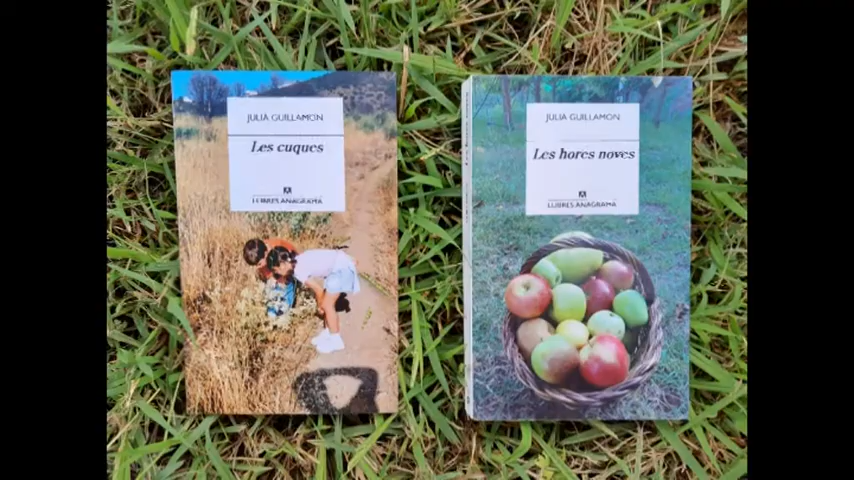 JULIÀ GUILLAMON
Les cuques
LLIBRES ANAGRAMA
JULIÀ GUILLAMON
Les hores noves
LLIBRES ANAGRAMA